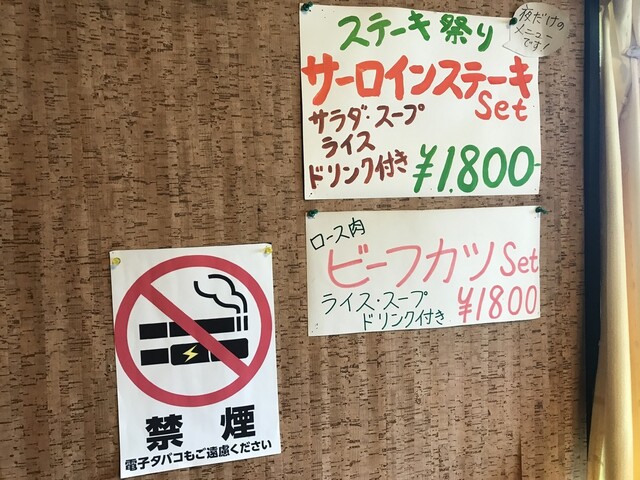 ステーキ祭り
夜だけの
メニュー
です!
サーロインステーキ
Set
サラダ・スープ
ライス
ドリンク付き
¥1.800-
ロース肉
ビーフカツ Set
ライス・スープ
ドリンク付き
¥1800
禁煙
電子タバコもご遠慮ください